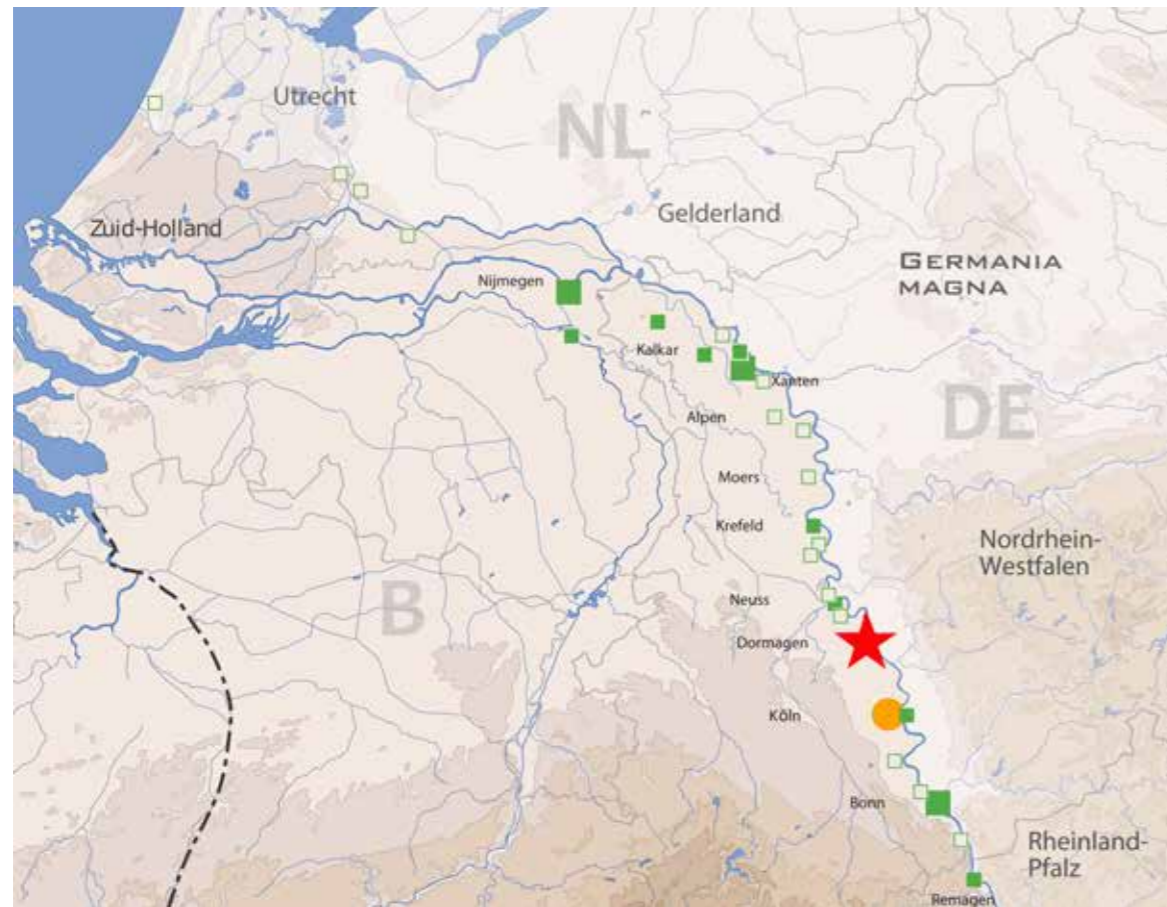 Utrecht
NL
Zuid-Holland
Gelderland
GERMANIA
MAGNA
Nijmegen
Kalkar
Xanten
DE
Alpen
Moers
Krefeld
Nordrhein-
Westfalen
B
Neuss
Dormagen
Köln
Bonn
Rheinland-
Pfalz
Remagen